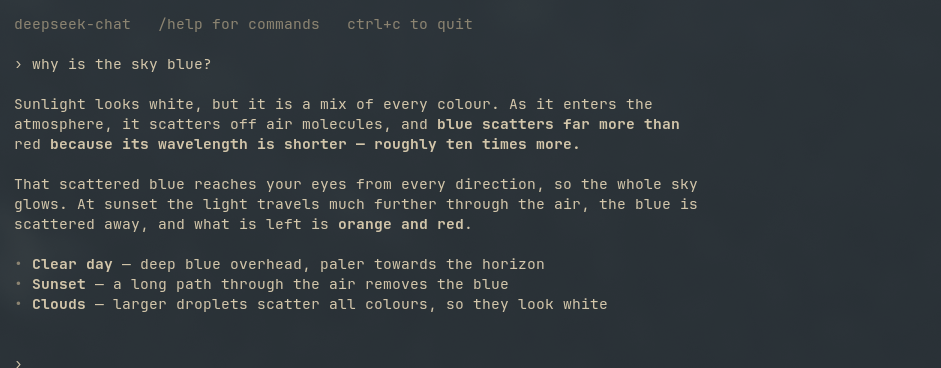 deepseek-chat   /help for commands   ctrl+c to quit
› why is the sky blue?
Sunlight looks white, but it is a mix of every colour. As it enters the
atmosphere, it scatters off air molecules, and blue scatters far more than
red because its wavelength is shorter — roughly ten times more.
That scattered blue reaches your eyes from every direction, so the whole sky
glows. At sunset the light travels much further through the air, the blue is
scattered away, and what is left is orange and red.
• Clear day — deep blue overhead, paler towards the horizon
• Sunset — a long path through the air removes the blue
• Clouds — larger droplets scatter all colours, so they look white
›